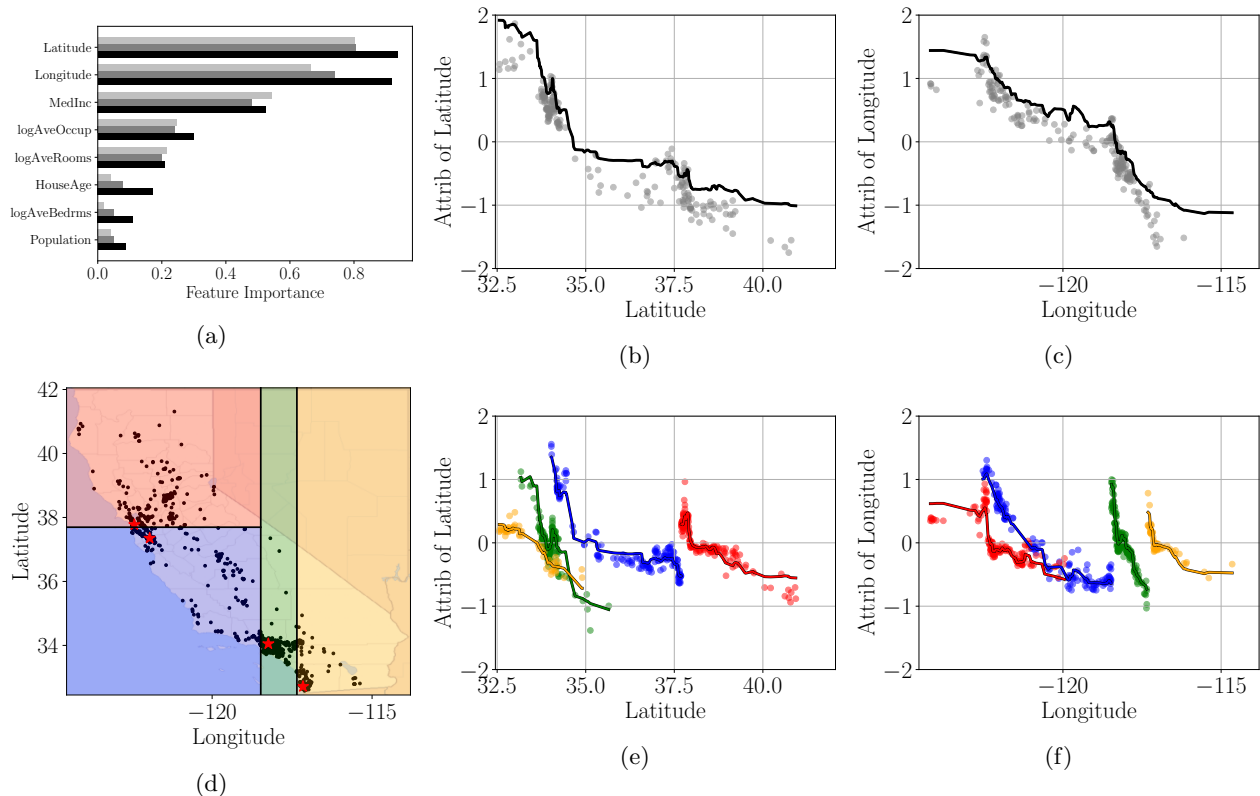 Latitude
Longitude
MedInc
logAveOccup
logAveRooms
HouseAge
logAveBedrms
Population
0.0 0.2 0.4 0.6 0.8
Feature Importance
(a)
2
1
0
−1
−2
Attrib of Latitude
32.5 35.0 37.5 40.0
Latitude
(b)
2
1
0
−1
−2
Attrib of Longitude
−120 −115
Longitude
(c)
42
40
38
36
34
Latitude
−120 −115
Longitude
(d)
2
1
0
−1
−2
Attrib of Latitude
32.5 35.0 37.5 40.0
Latitude
(e)
2
1
0
−1
−2
Attrib of Longitude
−120 −115
Longitude
(f)